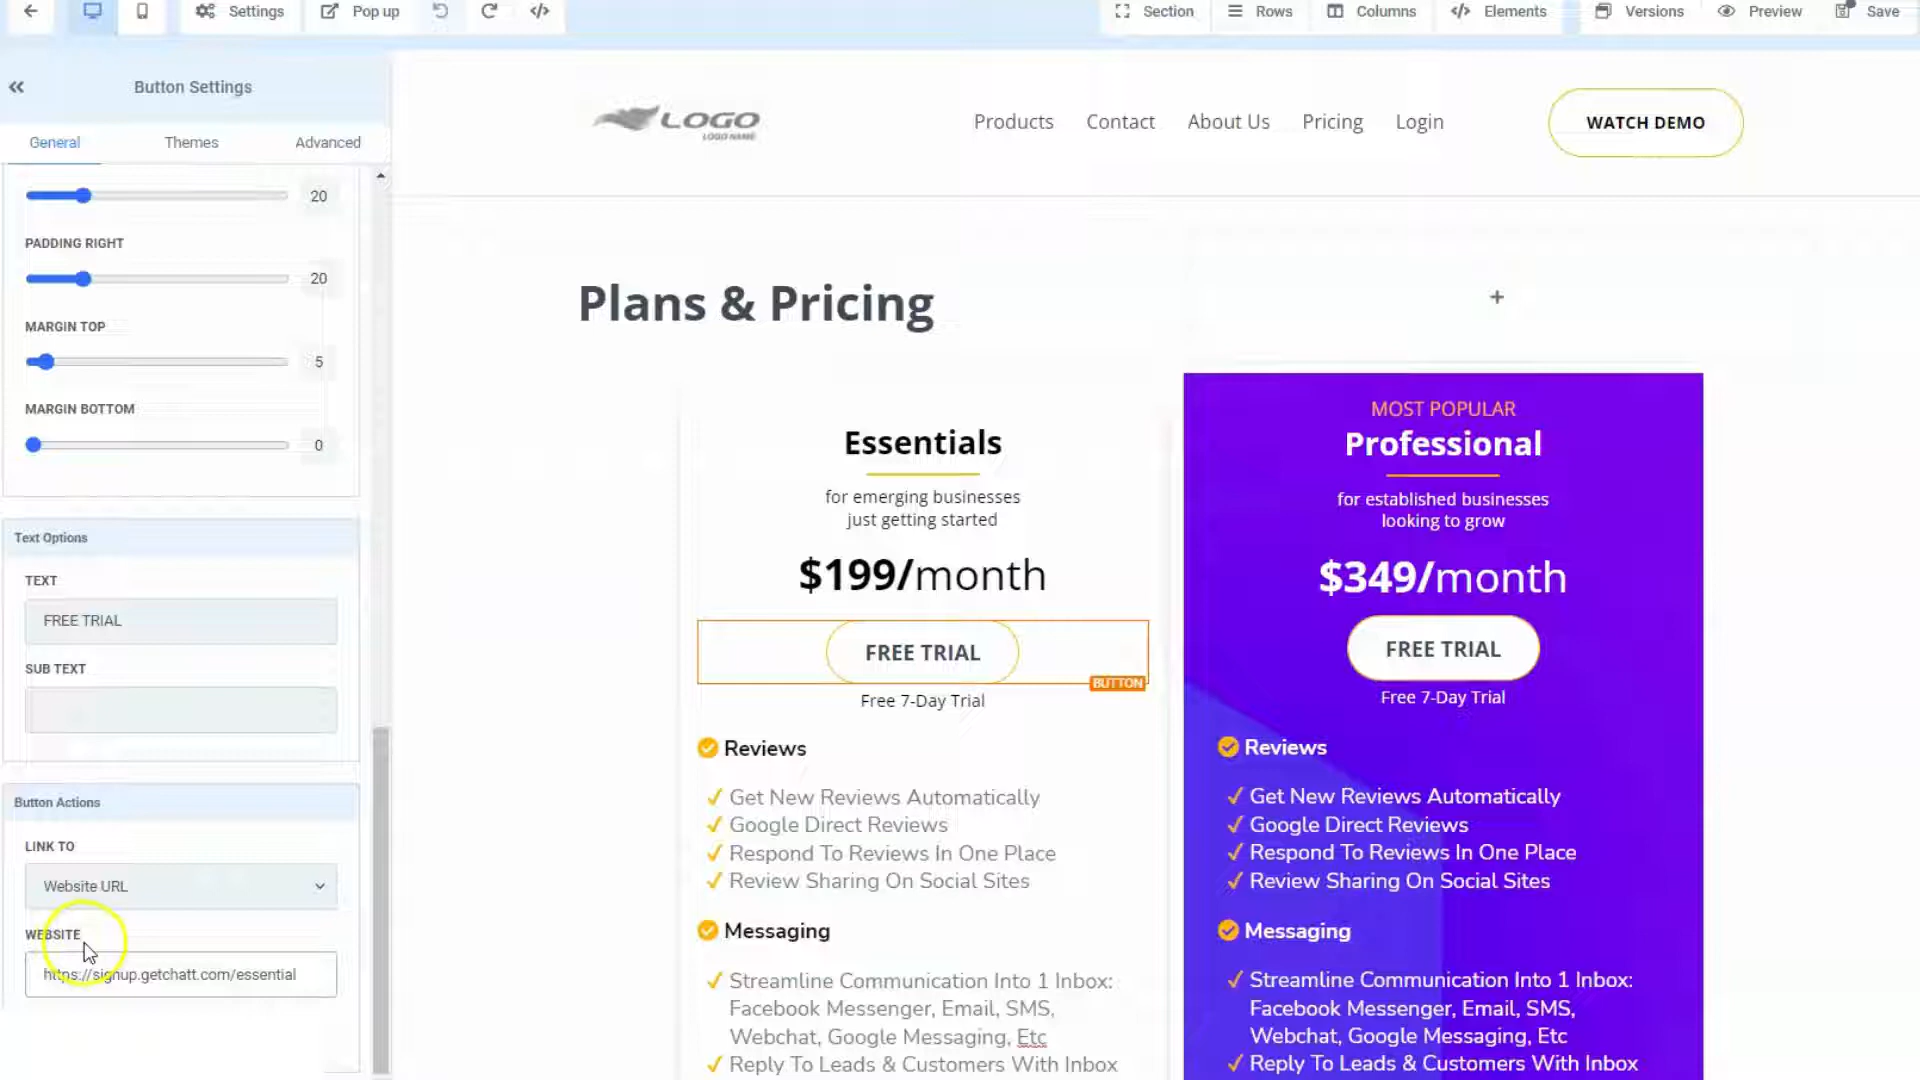 Settings
Pop up
Section
Rows
Columns
Elements
Versions
Preview
Save
Button Settings
General
Themes
Advanced
20
PADDING RIGHT
20
MARGIN TOP
5
MARGIN BOTTOM
0
Text Options
TEXT
FREE TRIAL
SUB TEXT
Button Actions
LINK TO
Website URL
WEBSITE
https://signup.getchatt.com/essential
LOGO
LOGO NAME
Products
Contact
About Us
Pricing
Login
WATCH DEMO
Plans & Pricing
Essentials
for emerging businesses
just getting started
$199/month
FREE TRIAL
BUTTON
Free 7-Day Trial
Reviews
Get New Reviews Automatically
Google Direct Reviews
Respond To Reviews In One Place
Review Sharing On Social Sites
Messaging
Streamline Communication Into 1 Inbox:
Facebook Messenger, Email, SMS,
Webchat, Google Messaging, Etc
Reply To Leads & Customers With Inbox
MOST POPULAR
Professional
for established businesses
looking to grow
$349/month
FREE TRIAL
Free 7-Day Trial
Reviews
Get New Reviews Automatically
Google Direct Reviews
Respond To Reviews In One Place
Review Sharing On Social Sites
Messaging
Streamline Communication Into 1 Inbox:
Facebook Messenger, Email, SMS,
Webchat, Google Messaging, Etc
Reply To Leads & Customers With Inbox